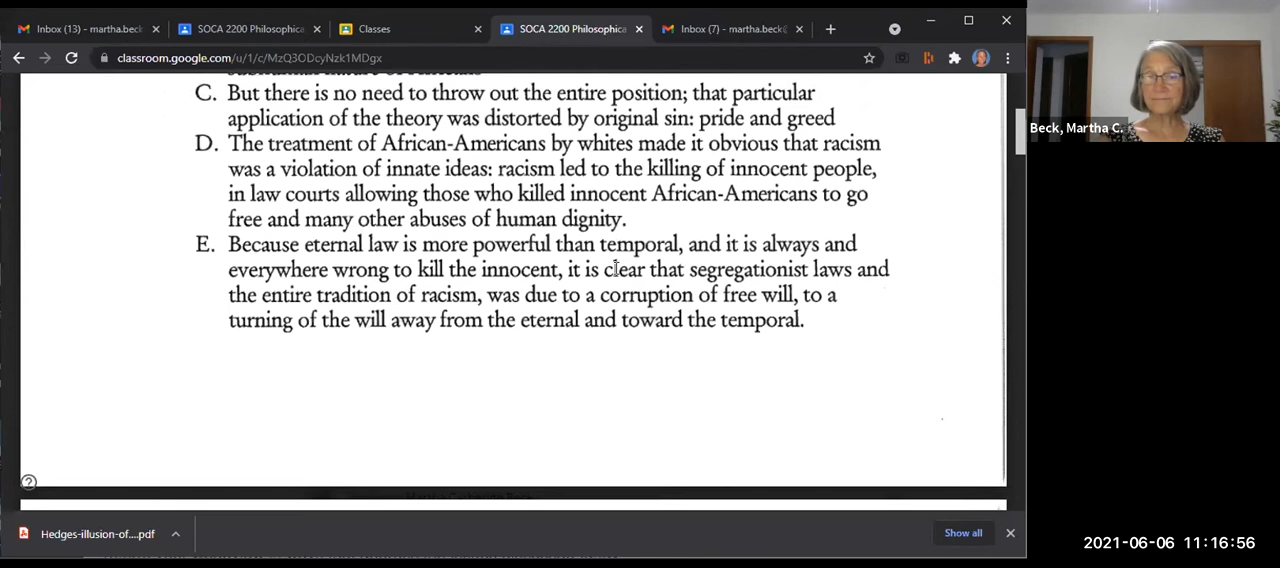 Inbox (13) - martha.beck
SOCA 2200 Philosophica
Classes
SOCA 2200 Philosophica
Inbox (7) - martha.beck@
classroom.google.com/u/1/c/MzQ3ODcyNzk1MDgx
C. But there is no need to throw out the entire position; that particular
application of the theory was distorted by original sin: pride and greed
D. The treatment of African-Americans by whites made it obvious that racism
was a violation of innate ideas: racism led to the killing of innocent people,
in law courts allowing those who killed innocent African-Americans to go
free and many other abuses of human dignity.
E. Because eternal law is more powerful than temporal, and it is always and
everywhere wrong to kill the innocent, it is clear that segregationist laws and
the entire tradition of racism, was due to a corruption of free will, to a
turning of the will away from the eternal and toward the temporal.
Hedges-illusion-of....pdf
Show all
Beck, Martha C.
2021-06-06 11:16:56